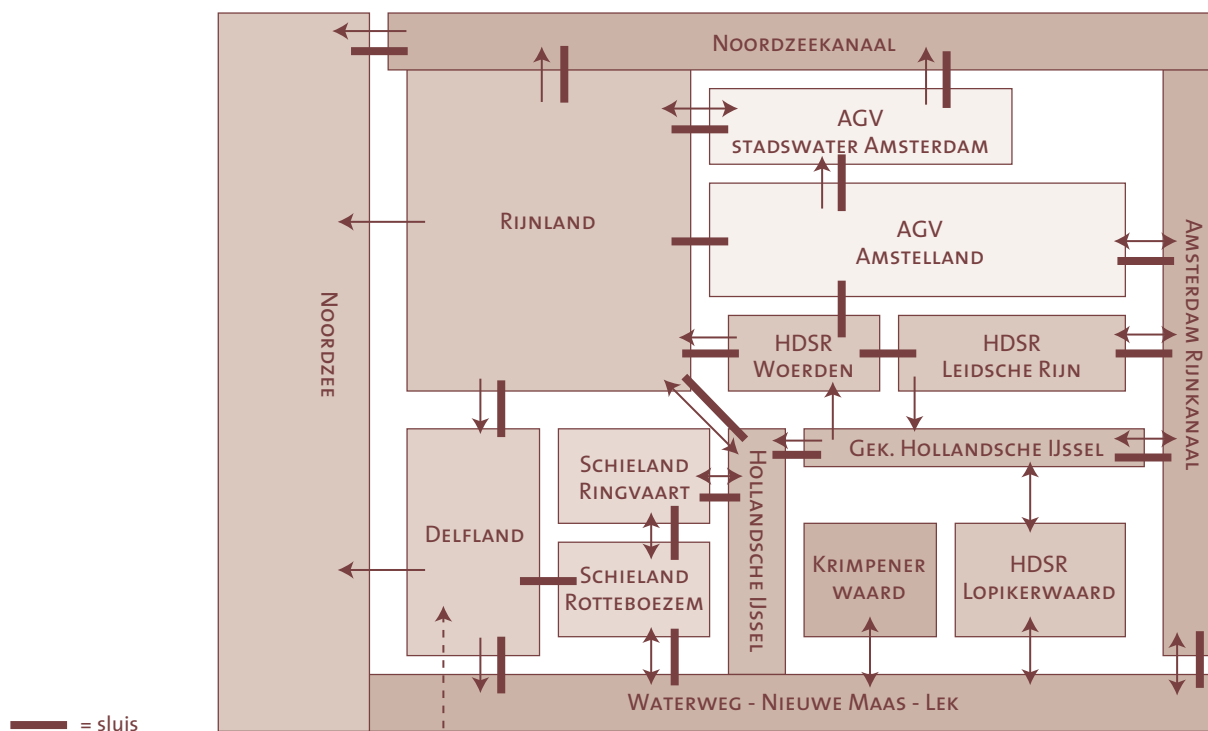 Noordzeekanaal
AGV
stadswater Amsterdam
Rijnland
AGV
Amstelland
Amsterdam Rijnkanaal
Noordzee
HDSR
Woerden
HDSR
Leidsche Rijn
Gek. Hollandsche IJssel
Schieland
Ringvaart
Hollandsche IJssel
Delfland
Schieland
Rotteboezem
Krimpener
waard
HDSR
Lopikerwaard
Waterweg - Nieuwe Maas - Lek
= sluis